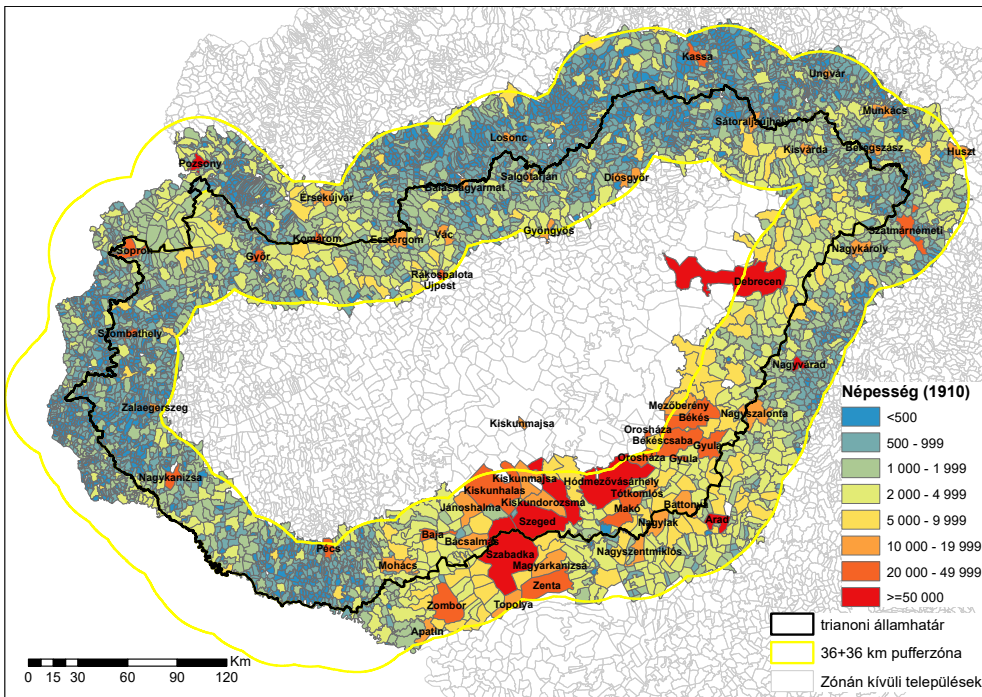 Kassa
Ungvár
Munkács
Sátoraljaújhely
Losonc
Kisvárda
Beregszász
Huszt
Pozsony
Salgótarján
Diósgyőr
Balassagyarmat
Érsekújvár
Vác
Gyöngyös
Szatmárnémeti
Komárom
Esztergom
Nagykároly
Sopron
Győr
Rákospalota
Újpest
Debrecen
Szombathely
Nagyvárad
Zalaegerszeg
Mezőberény
Békés
Nagyszalonta
Kiskunmajsa
Orosháza
Békéscsaba
Gyula
Orosháza
Gyula
Nagykanizsa
Kiskunmajsa
Hódmezővásárhely
Kiskunhalas
Tótkomlós
Jánoshalma
Kiskundorozsma
Makó
Battonya
Szeged
Nagylak
Arad
Baja
Bácsalmás
Pécs
Szabadka
Nagyszentmiklós
Mohács
Magyarkanizsa
Zenta
Zombor
Topolya
Apatin
Népesség (1910)
<500
500 - 999
1 000 - 1 999
2 000 - 4 999
5 000 - 9 999
10 000 - 19 999
20 000 - 49 999
>=50 000
trianoni államhatár
36+36 km pufferzóna
Zónán kívüli települések
Km
0 15 30 60 90 120